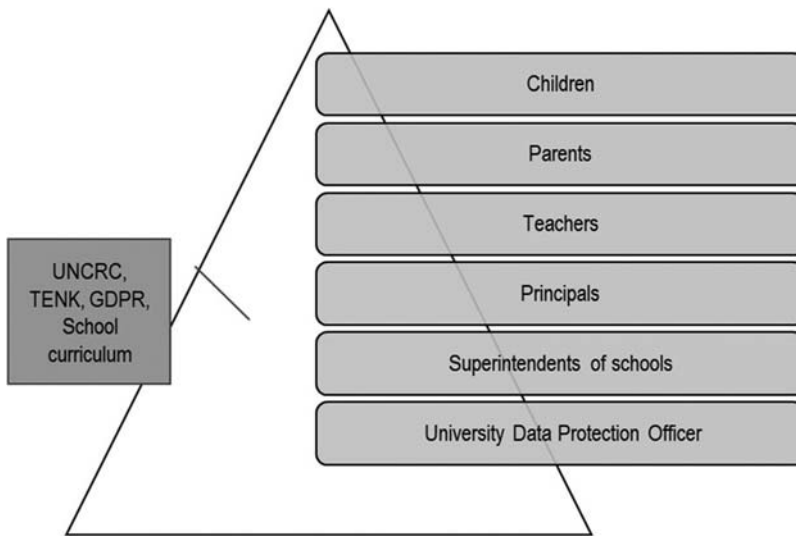 Children
Parents
Teachers
UNCRC,
TENK, GDPR,
School
curriculum
Principals
Superintendents of schools
University Data Protection Officer